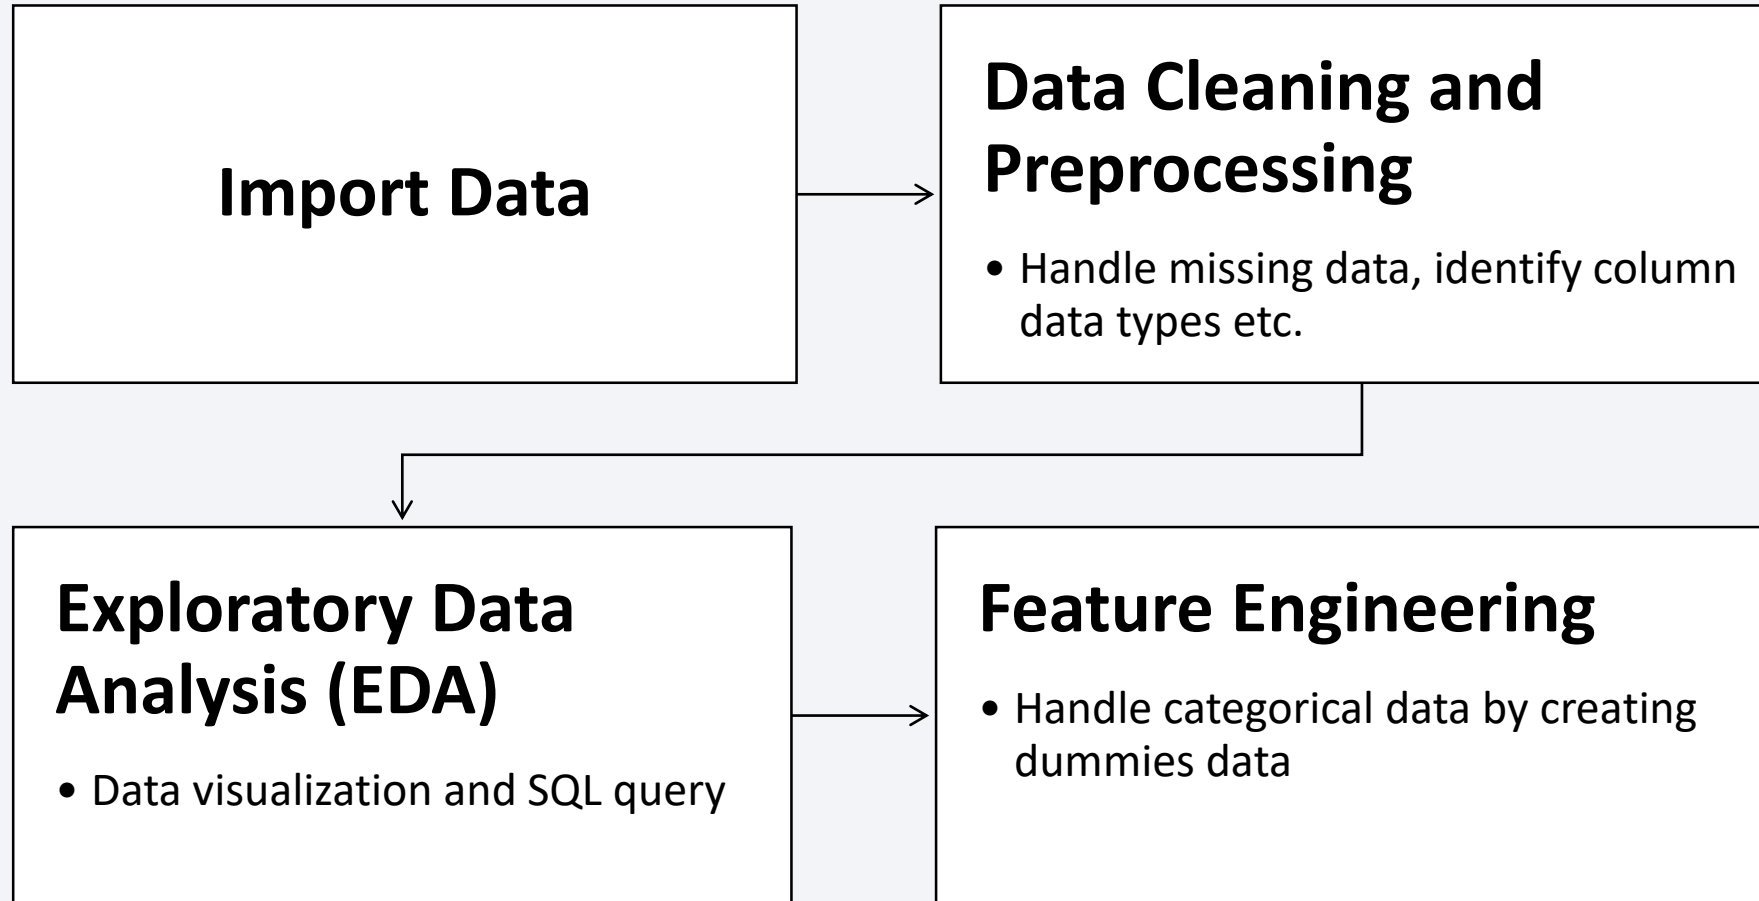 Import Data
Data Cleaning and
Preprocessing
• Handle missing data, identify column
data types etc.
Exploratory Data
Analysis (EDA)
• Data visualization and SQL query
Feature Engineering
• Handle categorical data by creating
dummies data